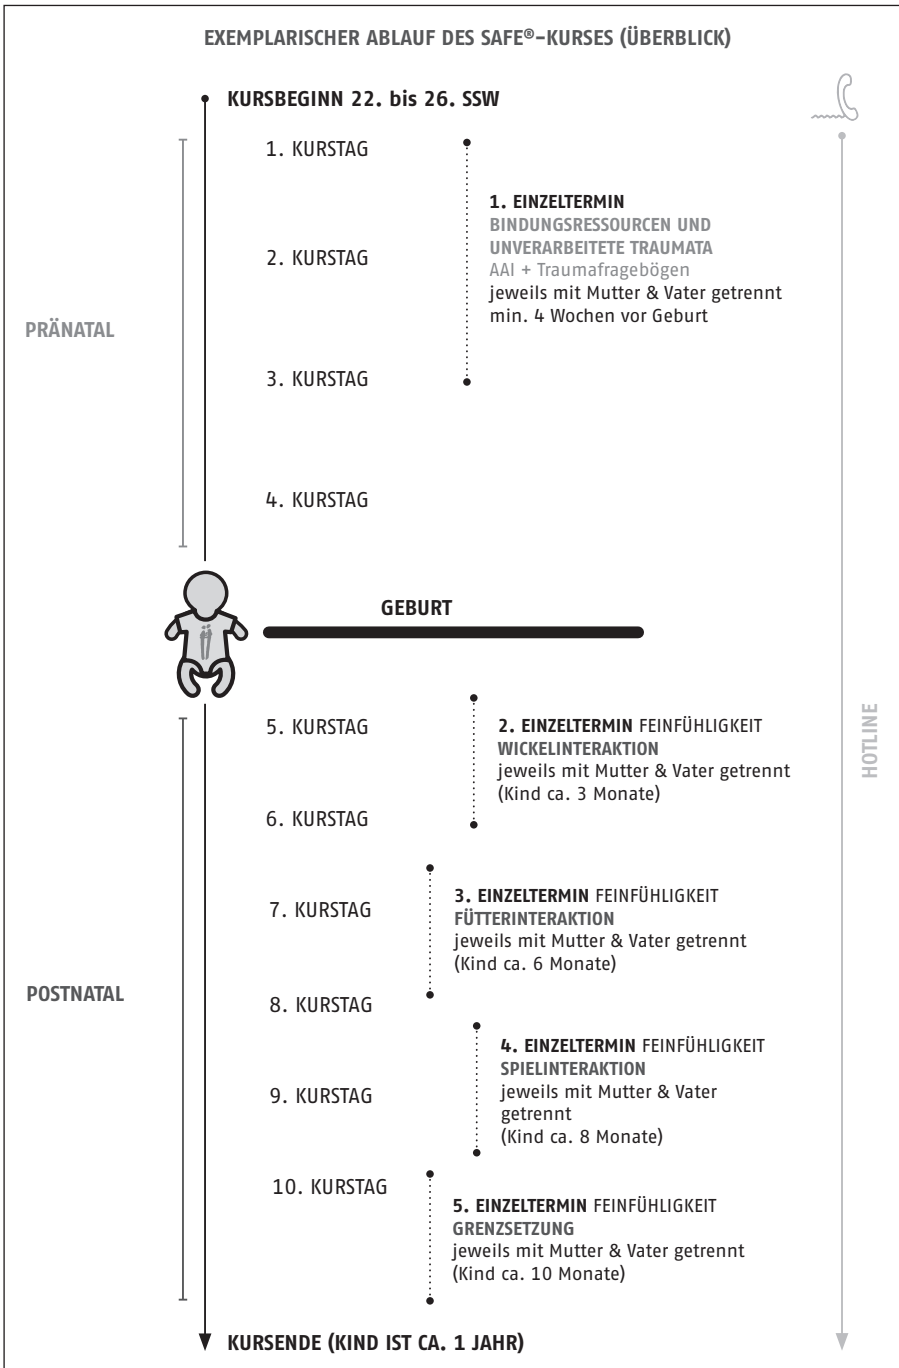 EXEMPLARISCHER ABLAUF DES SAFE®-KURSES (ÜBERBLICK)
KURSBEGINN 22. bis 26. SSW
1. KURSTAG
1. EINZELTERMIN
BINDUNGSRESSOURCEN UND
UNVERARBEITETE TRAUMATA
AAI + Traumafragebögen
jeweils mit Mutter & Vater getrennt
min. 4 Wochen vor Geburt
2. KURSTAG
PRÄNATAL
3. KURSTAG
4. KURSTAG
GEBURT
5. KURSTAG
2. EINZELTERMIN FEINFÜHLIGKEIT
WICKELINTERAKTION
jeweils mit Mutter & Vater getrennt
(Kind ca. 3 Monate)
HOTLINE
6. KURSTAG
7. KURSTAG
3. EINZELTERMIN FEINFÜHLIGKEIT
FÜTTERINTERAKTION
jeweils mit Mutter & Vater getrennt
(Kind ca. 6 Monate)
POSTNATAL
8. KURSTAG
4. EINZELTERMIN FEINFÜHLIGKEIT
SPIELINTERAKTION
jeweils mit Mutter & Vater
getrennt
(Kind ca. 8 Monate)
9. KURSTAG
10. KURSTAG
5. EINZELTERMIN FEINFÜHLIGKEIT
GRENZSETZUNG
jeweils mit Mutter & Vater getrennt
(Kind ca. 10 Monate)
KURSENDE (KIND IST CA. 1 JAHR)